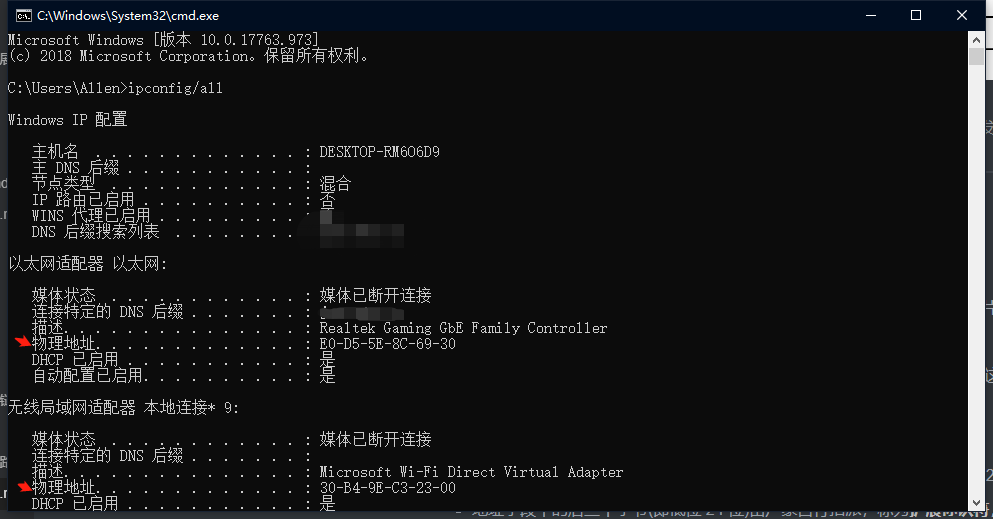 C:\Windows\System32\cmd.exe
Microsoft Windows [版本 10.0.17763.973]
(c) 2018 Microsoft Corporation。保留所有权利。
C:\Users\Allen>ipconfig/all
Windows IP 配置
主机名 . . . . . . . . . . . . . : DESKTOP-RM6O6D9
主 DNS 后缀 . . . . . . . . . . . :
节点类型 . . . . . . . . . . . . : 混合
IP 路由已启用 . . . . . . . . . . : 否
WINS 代理已启用 . . . . . . . . . :
DNS 后缀搜索列表 . . . . . . . .
以太网适配器 以太网:
媒体状态 . . . . . . . . . . . . : 媒体已断开连接
连接特定的 DNS 后缀 . . . . . . . :
描述. . . . . . . . . . . . . . . : Realtek Gaming GbE Family Controller
物理地址. . . . . . . . . . . . . : E0-D5-5E-8C-69-30
DHCP 已启用 . . . . . . . . . . . : 是
自动配置已启用. . . . . . . . . . : 是
无线局域网适配器 本地连接* 9:
媒体状态 . . . . . . . . . . . . : 媒体已断开连接
连接特定的 DNS 后缀 . . . . . . . :
描述. . . . . . . . . . . . . . . : Microsoft Wi-Fi Direct Virtual Adapter
物理地址. . . . . . . . . . . . . : 30-B4-9E-C3-23-00
DHCP 已启用 . . . . . . . . . . . : 是